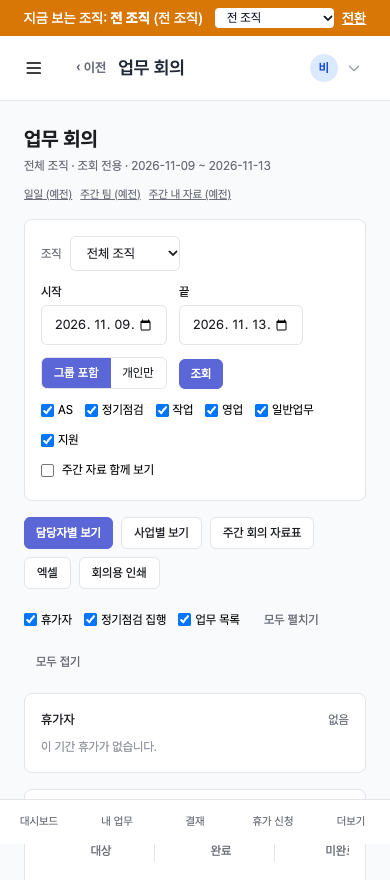 지금 보는 조직: 전 조직 (전 조직) 전 조직 전환
‹ 이전 업무 회의 비
업무 회의
전체 조직 · 조회 전용 · 2026-11-09 ~ 2026-11-13
일일 (예전) 주간 팀 (예전) 주간 내 자료 (예전)
조직 전체 조직
시작 끝
2026. 11. 09. 2026. 11. 13.
그룹 포함 개인만 조회
AS 정기점검 작업 영업 일반업무
지원
주간 자료 함께 보기
담당자별 보기 사업별 보기 주간 회의 자료표
엑셀 회의용 인쇄
휴가자 정기점검 집행 업무 목록 모두 펼치기
모두 접기
휴가자 없음
이 기간 휴가가 없습니다.
대시보드 내 업무 결재 휴가 신청 더보기
대상 완료 미완료